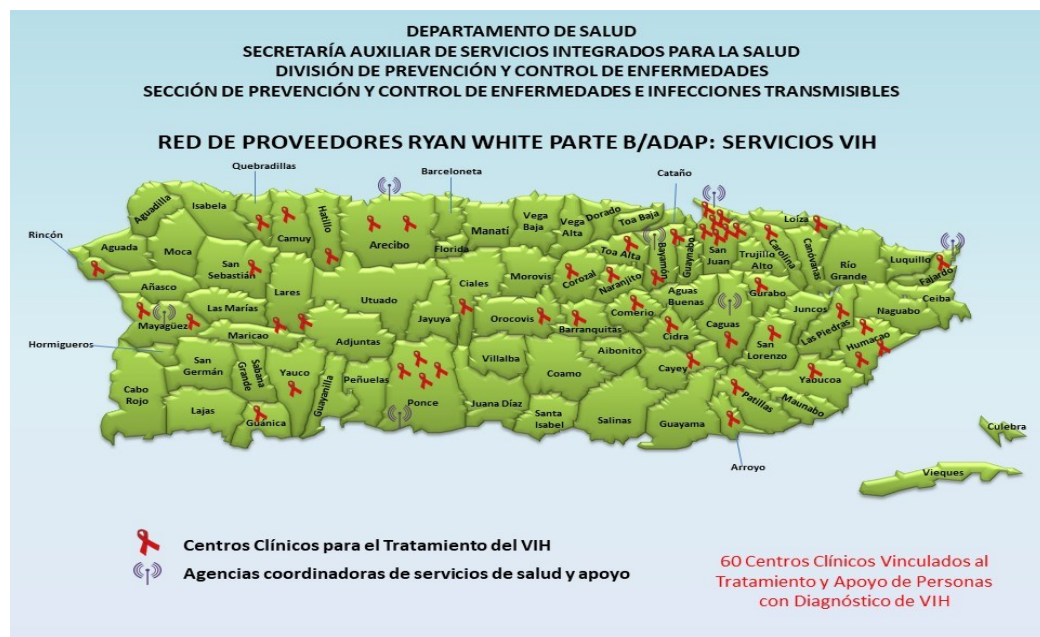 DEPARTAMENTO DE SALUD
SECRETARÍA AUXILIAR DE SERVICIOS INTEGRADOS PARA LA SALUD
DIVISIÓN DE PREVENCIÓN Y CONTROL DE ENFERMEDADES
SECCIÓN DE PREVENCIÓN Y CONTROL DE ENFERMEDADES E INFECCIONES TRANSMISIBLES
RED DE PROVEEDORES RYAN WHITE PARTE B/ADAP: SERVICIOS VIH
Quebradillas
Barceloneta
Cataño
Rincón
Aguadilla
Isabela
Camuy
Hatillo
Arecibo
Florida
Manatí
Vega
Baja
Vega
Alta
Dorado
Toa Baja
Toa Alta
Bayamón
Guaynabo
San
Juan
Trujillo
Alto
Carolina
Loíza
Canóvanas
Río
Grande
Luquillo
Fajardo
Ceiba
Aguada
Moca
San
Sebastián
Añasco
Las Marías
Lares
Utuado
Ciales
Morovis
Corozal
Naranjito
Aguas
Buenas
Gurabo
Juncos
Naguabo
Mayagüez
Maricao
Adjuntas
Jayuya
Orocovis
Barranquitas
Comerío
Cidra
Caguas
San
Lorenzo
Las Piedras
Humacao
Hormigueros
San
Germán
Sabana
Grande
Yauco
Guayanilla
Peñuelas
Ponce
Villalba
Juana Díaz
Coamo
Aibonito
Cayey
Yabucoa
Patillas
Maunabo
Cabo
Rojo
Lajas
Guánica
Santa
Isabel
Salinas
Guayama
Arroyo
Culebra
Vieques
Centros Clínicos para el Tratamiento del VIH
Agencias coordinadoras de servicios de salud y apoyo
60 Centros Clínicos Vinculados al
Tratamiento y Apoyo de Personas
con Diagnóstico de VIH